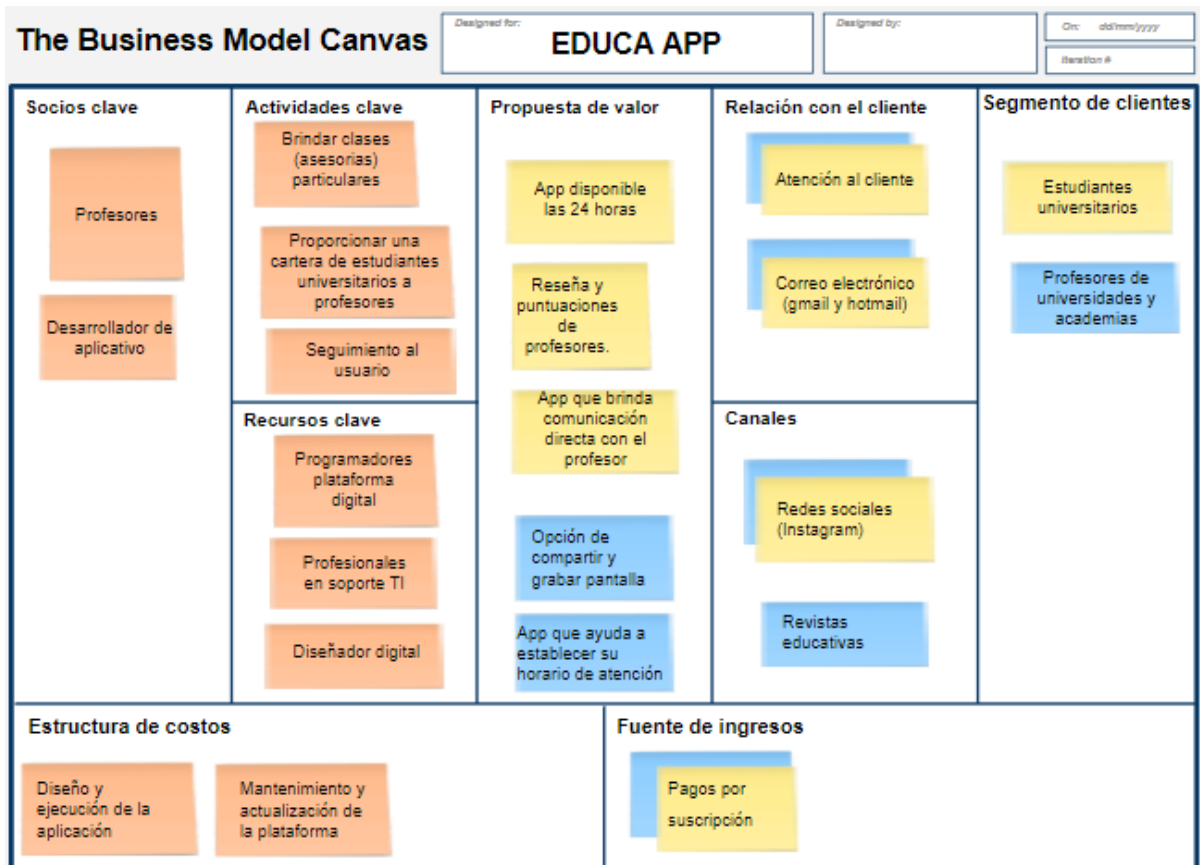 The Business Model Canvas
Designed for:
EDUCA APP
Designed by:
On: dd/mm/yyyy
Iteration #
Socios clave
Profesores
Desarrollador de
aplicativo
Actividades clave
Brindar clases
(asesorias)
particulares
Proporcionar una
cartera de estudiantes
universitarios a
profesores
Seguimiento al
usuario
Recursos clave
Programadores
plataforma
digital
Profesionales
en soporte TI
Diseñador digital
Propuesta de valor
App disponible
las 24 horas
Reseña y
puntuaciones
de
profesores.
App que brinda
comunicación
directa con el
profesor
Opción de
compartir y
grabar pantalla
App que ayuda a
establecer su
horario de atención
Relación con el cliente
Atención al cliente
Correo electrónico
(gmail y hotmail)
Canales
Redes sociales
(Instagram)
Revistas
educativas
Segmento de clientes
Estudiantes
universitarios
Profesores de
universidades y
academias
Estructura de costos
Diseño y
ejecución de la
aplicación
Mantenimiento y
actualización de
la plataforma
Fuente de ingresos
Pagos por
suscripción